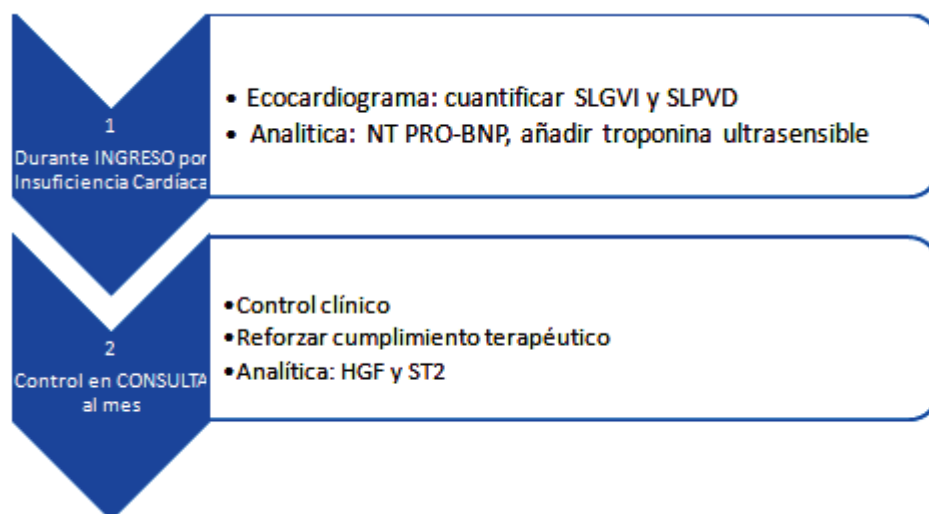 1
Durante INGRESO por
Insuficiencia Cardíaca
• Ecocardiograma: cuantificar SLGVI y SLPVD
• Analitica: NT PRO-BNP, añadir troponina ultrasensible
2
Control en CONSULTA
al mes
•Control clínico
•Reforzar cumplimiento terapéutico
•Analítica: HGF y ST2